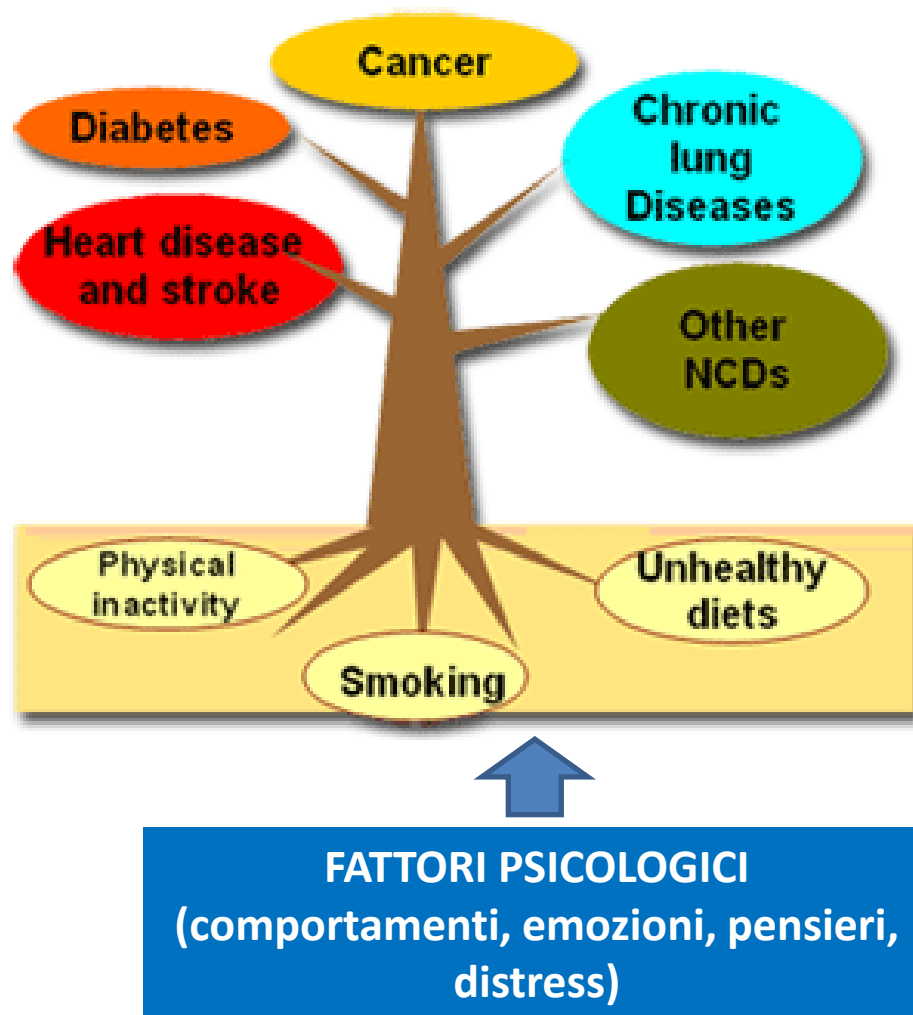 Cancer
Diabetes
Chronic
lung
Diseases
Heart disease
and stroke
Other
NCDs
Physical
inactivity
Unhealthy
diets
Smoking
FATTORI PSICOLOGICI
(comportamenti, emozioni, pensieri,
distress)